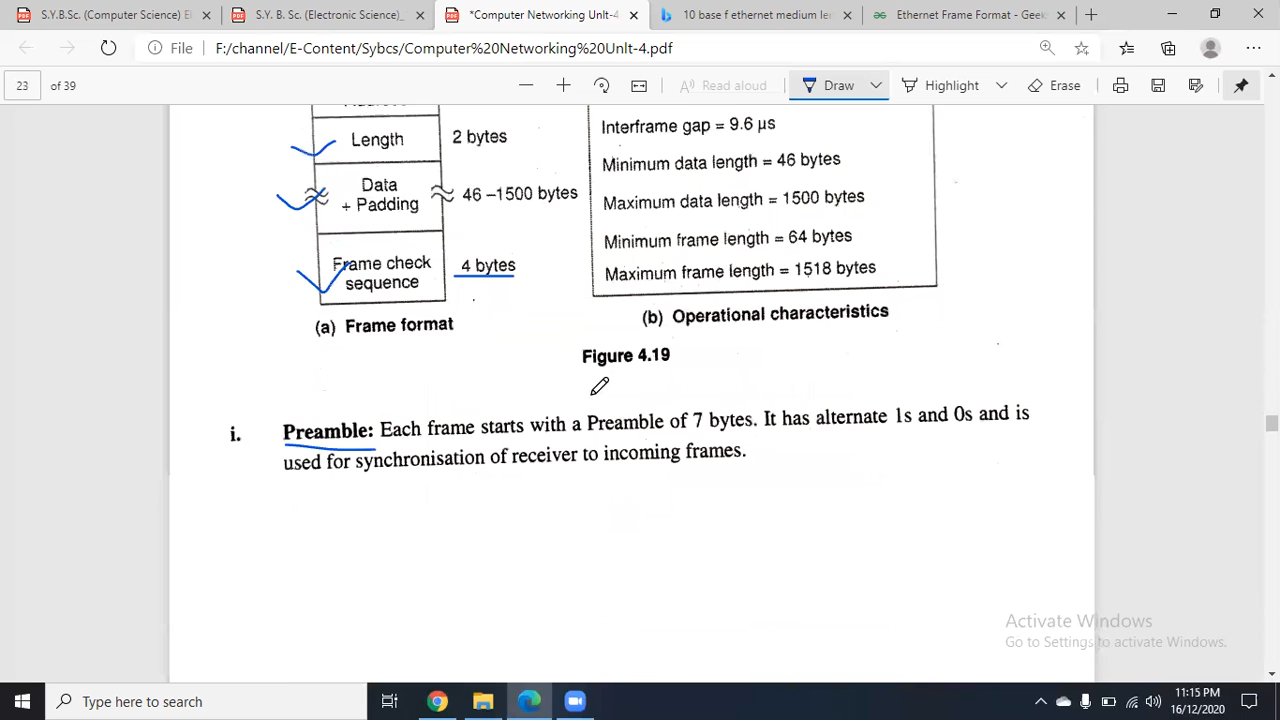 S.Y.B.Sc. (Computer Science) [
S.Y. B. Sc. (Electronic Science)_
*Computer Networking Unlt-4.pdf
10 base f ethernet medium len
Ethernet Frame Format - Geek
File
F:/channel/E-Content/Sybcs/Computer%20Networking%20Unlt-4.pdf
23 of 39
Read aloud
Draw
Highlight
Erase
Length 2 bytes
Data + Padding 46 –1500 bytes
Frame check sequence 4 bytes
(a) Frame format
Interframe gap = 9.6 µs
Minimum data length = 46 bytes
Maximum data length = 1500 bytes
Minimum frame length = 64 bytes
Maximum frame length = 1518 bytes
(b) Operational characteristics
Figure 4.19
i. Preamble: Each frame starts with a Preamble of 7 bytes. It has alternate 1s and 0s and is
used for synchronisation of receiver to incoming frames.
Activate Windows
Go to Settings to activate Windows.
Type here to search
11:15 PM
16/12/2020